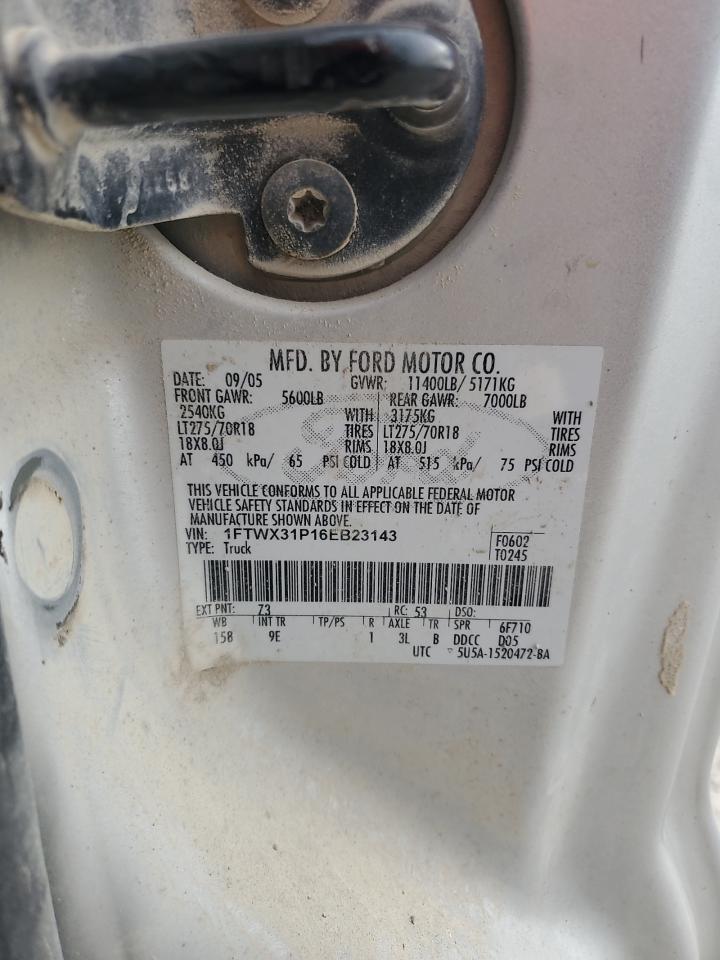 MFD. BY FORD MOTOR CO.
DATE: 09/05 GVWR: 11400LB/ 5171KG
FRONT GAWR: 5600LB REAR GAWR: 7000LB
2540KG WITH 3175KG WITH
LT275/70R18 TIRES LT275/70R18 TIRES
18X8.0J RIMS 18X8.0J RIMS
AT 450 kPa/ 65 PSI COLD AT 515 kPa/ 75 PSI COLD
Ford
THIS VEHICLE CONFORMS TO ALL APPLICABLE FEDERAL MOTOR
VEHICLE SAFETY STANDARDS IN EFFECT ON THE DATE OF
MANUFACTURE SHOWN ABOVE.
VIN: 1FTWX31P16EB23143 F0602
TYPE: Truck T0245
EXT PNT: Z3 RC: 53 DSO:
WB INT TR TP/PS R AXLE TR SPR 6F710
158 9E 1 3L B DDCC D05
UTC 5U5A-1520472-BA